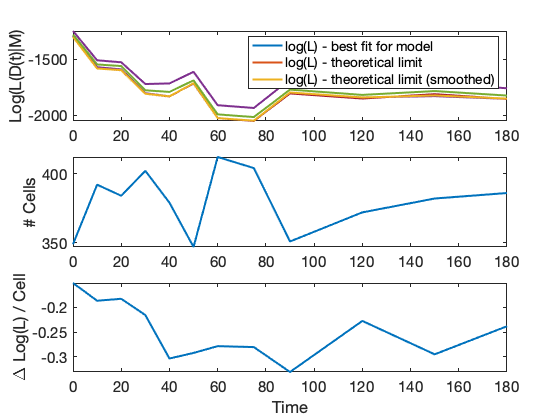 Log(L(D(t)|M)
-1500
-2000
log(L) - best fit for model
log(L) - theoretical limit
log(L) - theoretical limit (smoothed)
0 20 40 60 80 100 120 140 160 180
# Cells
400
350
0 20 40 60 80 100 120 140 160 180
Δ Log(L) / Cell
-0.2
-0.25
-0.3
0 20 40 60 80 100 120 140 160 180
Time